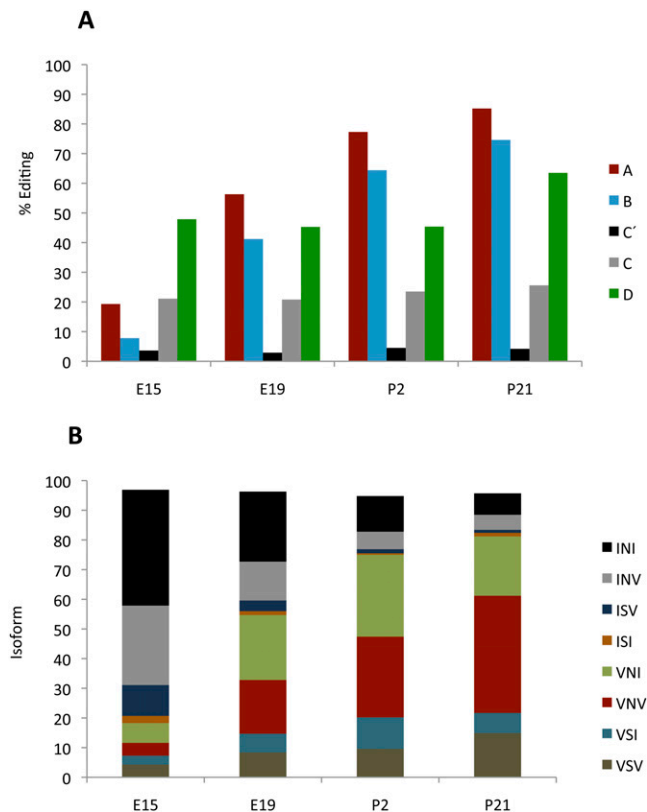 A
100
90
80
70
60
50
40
30
20
10
0
% Editing
E15 E19 P2 P21
A
B
C´
C
D
B
100
90
80
70
60
50
40
30
20
10
0
Isoform
E15 E19 P2 P21
INI
INV
ISV
ISI
VNI
VNV
VSI
VSV